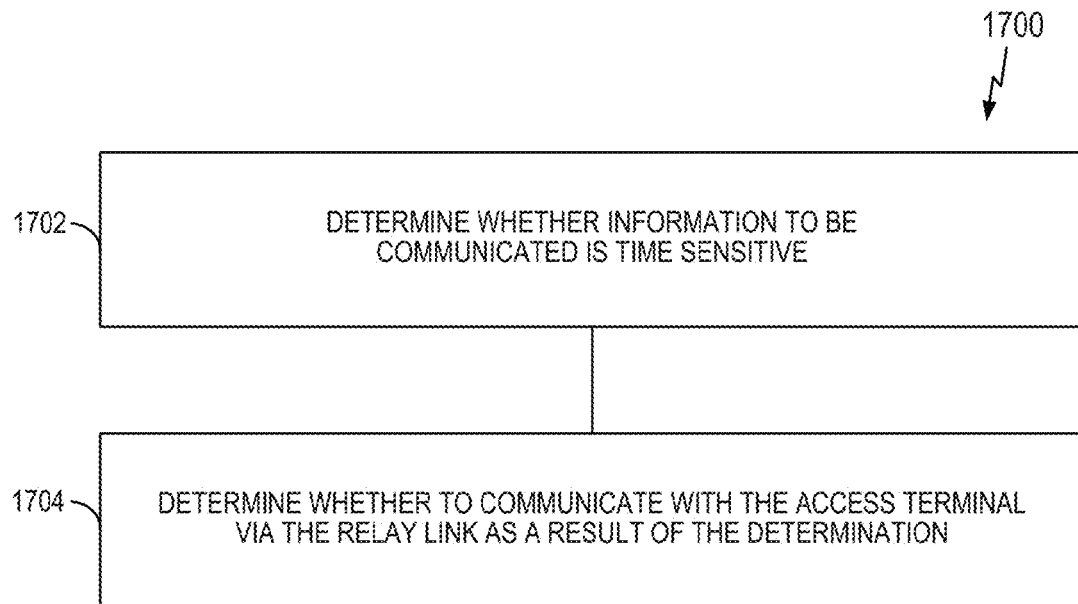 1700
1702
DETERMINE WHETHER INFORMATION TO BE
COMMUNICATED IS TIME SENSITIVE
1704
DETERMINE WHETHER TO COMMUNICATE WITH THE ACCESS TERMINAL
VIA THE RELAY LINK AS A RESULT OF THE DETERMINATION